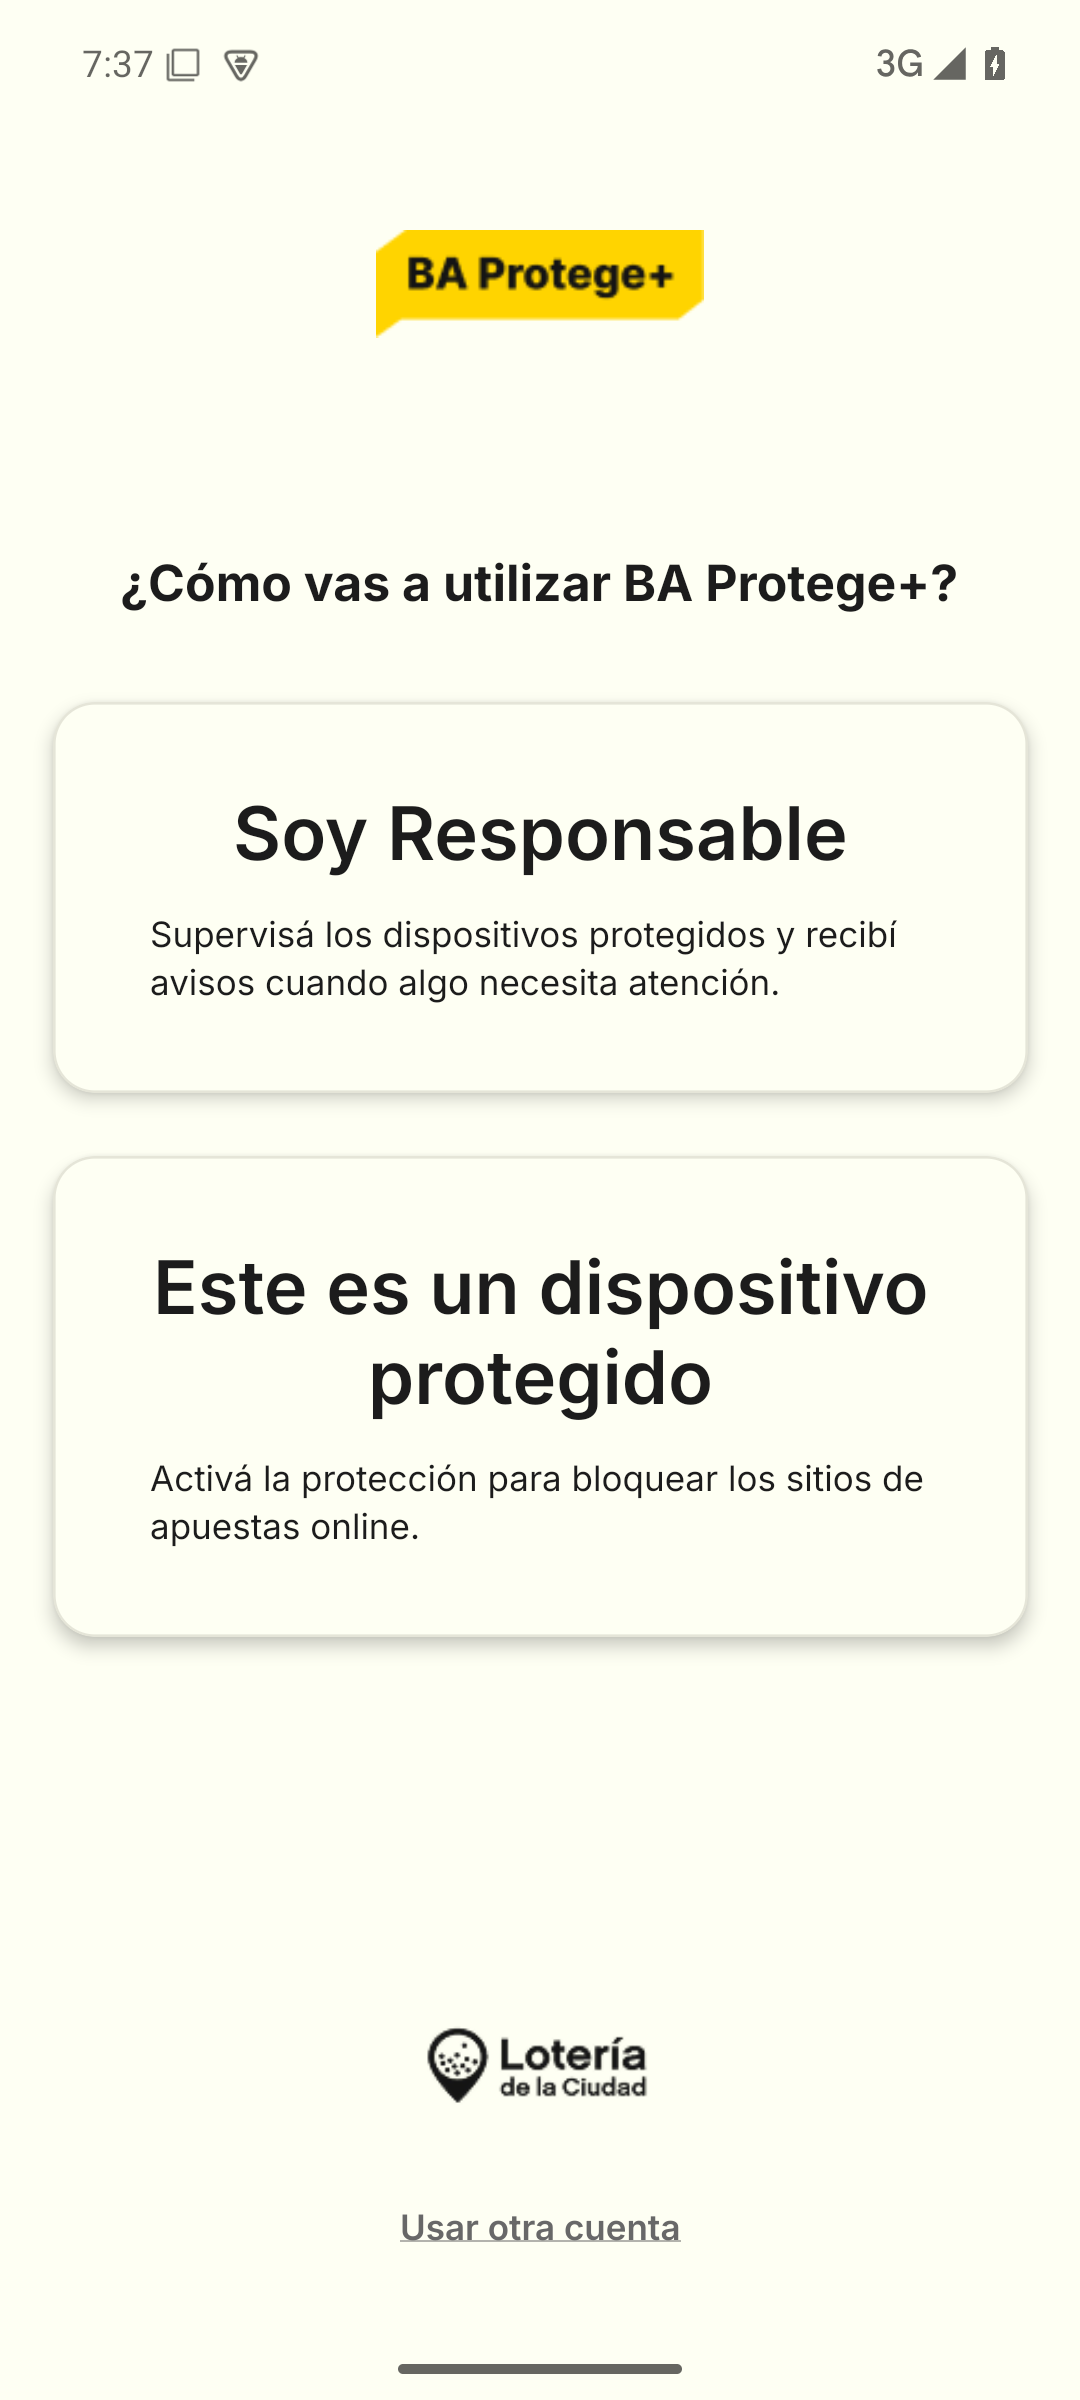 7:37
3G
BA Protege+
¿Cómo vas a utilizar BA Protege+?
Soy Responsable
Supervisá los dispositivos protegidos y recibí
avisos cuando algo necesita atención.
Este es un dispositivo
protegido
Activá la protección para bloquear los sitios de
apuestas online.
Lotería
de la Ciudad
Usar otra cuenta